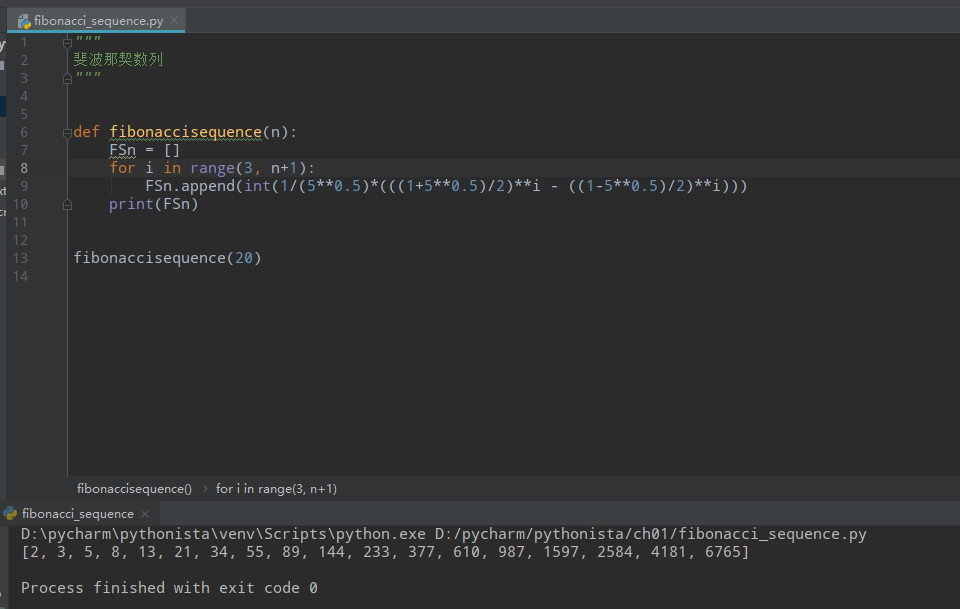 fibonacci_sequence.py
1 """
2 斐波那契数列
3 """
4
5
6 def fibonaccisequence(n):
7 FSn = []
8 for i in range(3, n+1):
9 FSn.append(int(1/(5**0.5)*(((1+5**0.5)/2)**i - ((1-5**0.5)/2)**i)))
10 print(FSn)
11
12
13 fibonaccisequence(20)
14
fibonaccisequence() › for i in range(3, n+1)
fibonacci_sequence
D:\pycharm\pythonista\venv\Scripts\python.exe D:/pycharm/pythonista/ch01/fibonacci_sequence.py
[2, 3, 5, 8, 13, 21, 34, 55, 89, 144, 233, 377, 610, 987, 1597, 2584, 4181, 6765]
Process finished with exit code 0